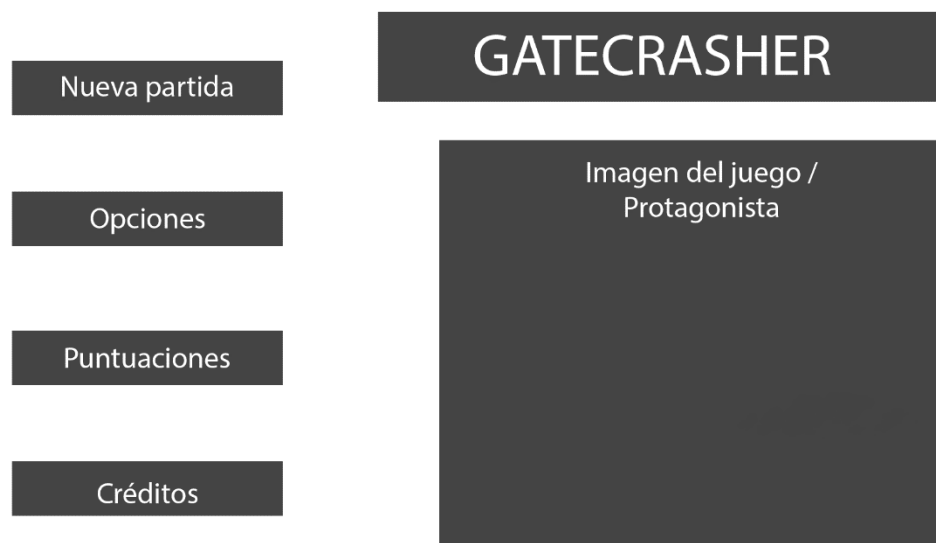 GATECRASHER
Nueva partida
Opciones
Puntuaciones
Créditos
Imagen del juego /
Protagonista